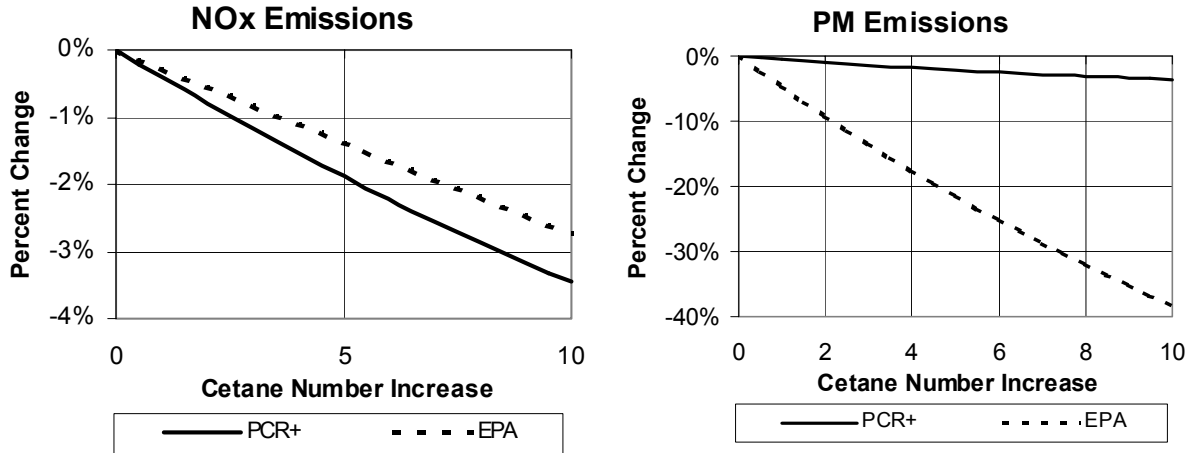 NOx Emissions
0%
-1%
-2%
-3%
-4%
Percent Change
0 5 10
Cetane Number Increase
PCR+ EPA
PM Emissions
0%
-10%
-20%
-30%
-40%
Percent Change
0 2 4 6 8 10
Cetane Number Increase
PCR+ EPA